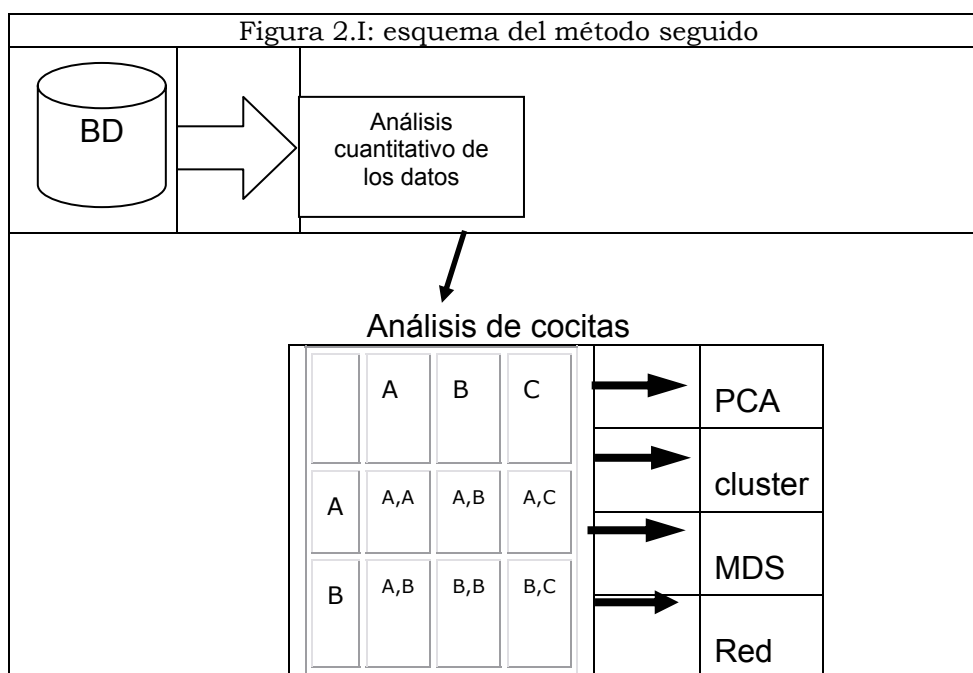 Figura 2.I: esquema del método seguido
BD
Análisis
cuantitativo de
los datos
Análisis de cocitas
A B C
A A,A A,B A,C
B A,B B,B B,C
PCA
cluster
MDS
Red